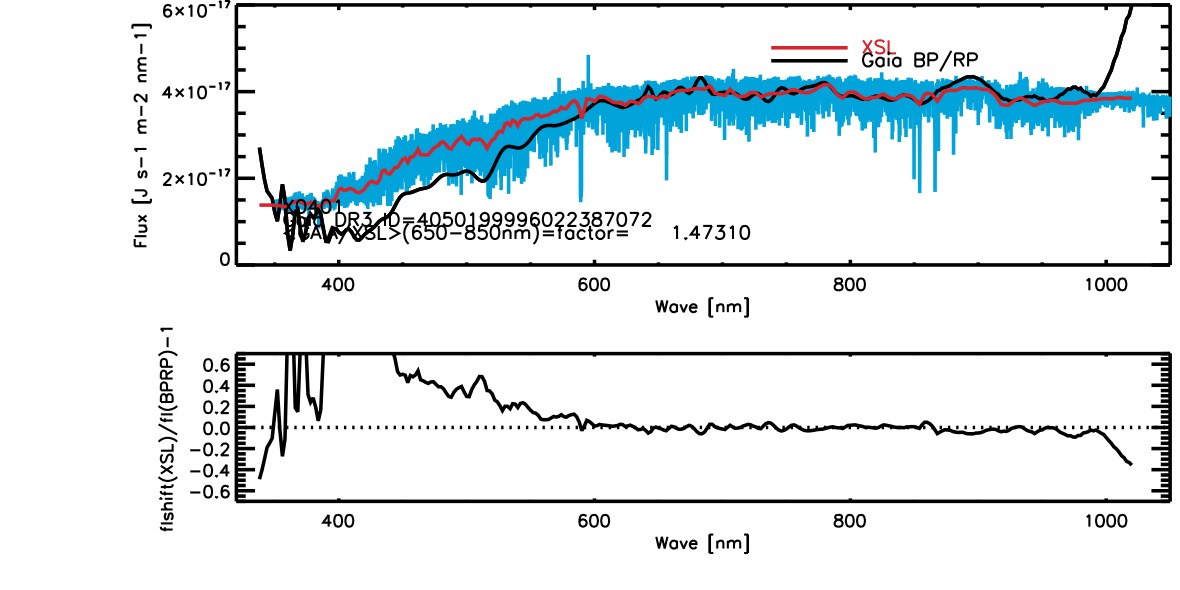 6×10-17
4×10-17
2×10-17
0
Flux [J s-1 m-2 nm-1]
XSL
Gaia BP/RP
X0401
Gaia DR3 ID=4050199996022387072
<GAIA/XSL>(650-850nm)=factor= 1.47310
400 600 800 1000
Wave [nm]
flshift(XSL)/fl(BPRP)-1
0.6
0.4
0.2
0.0
-0.2
-0.4
-0.6
400 600 800 1000
Wave [nm]